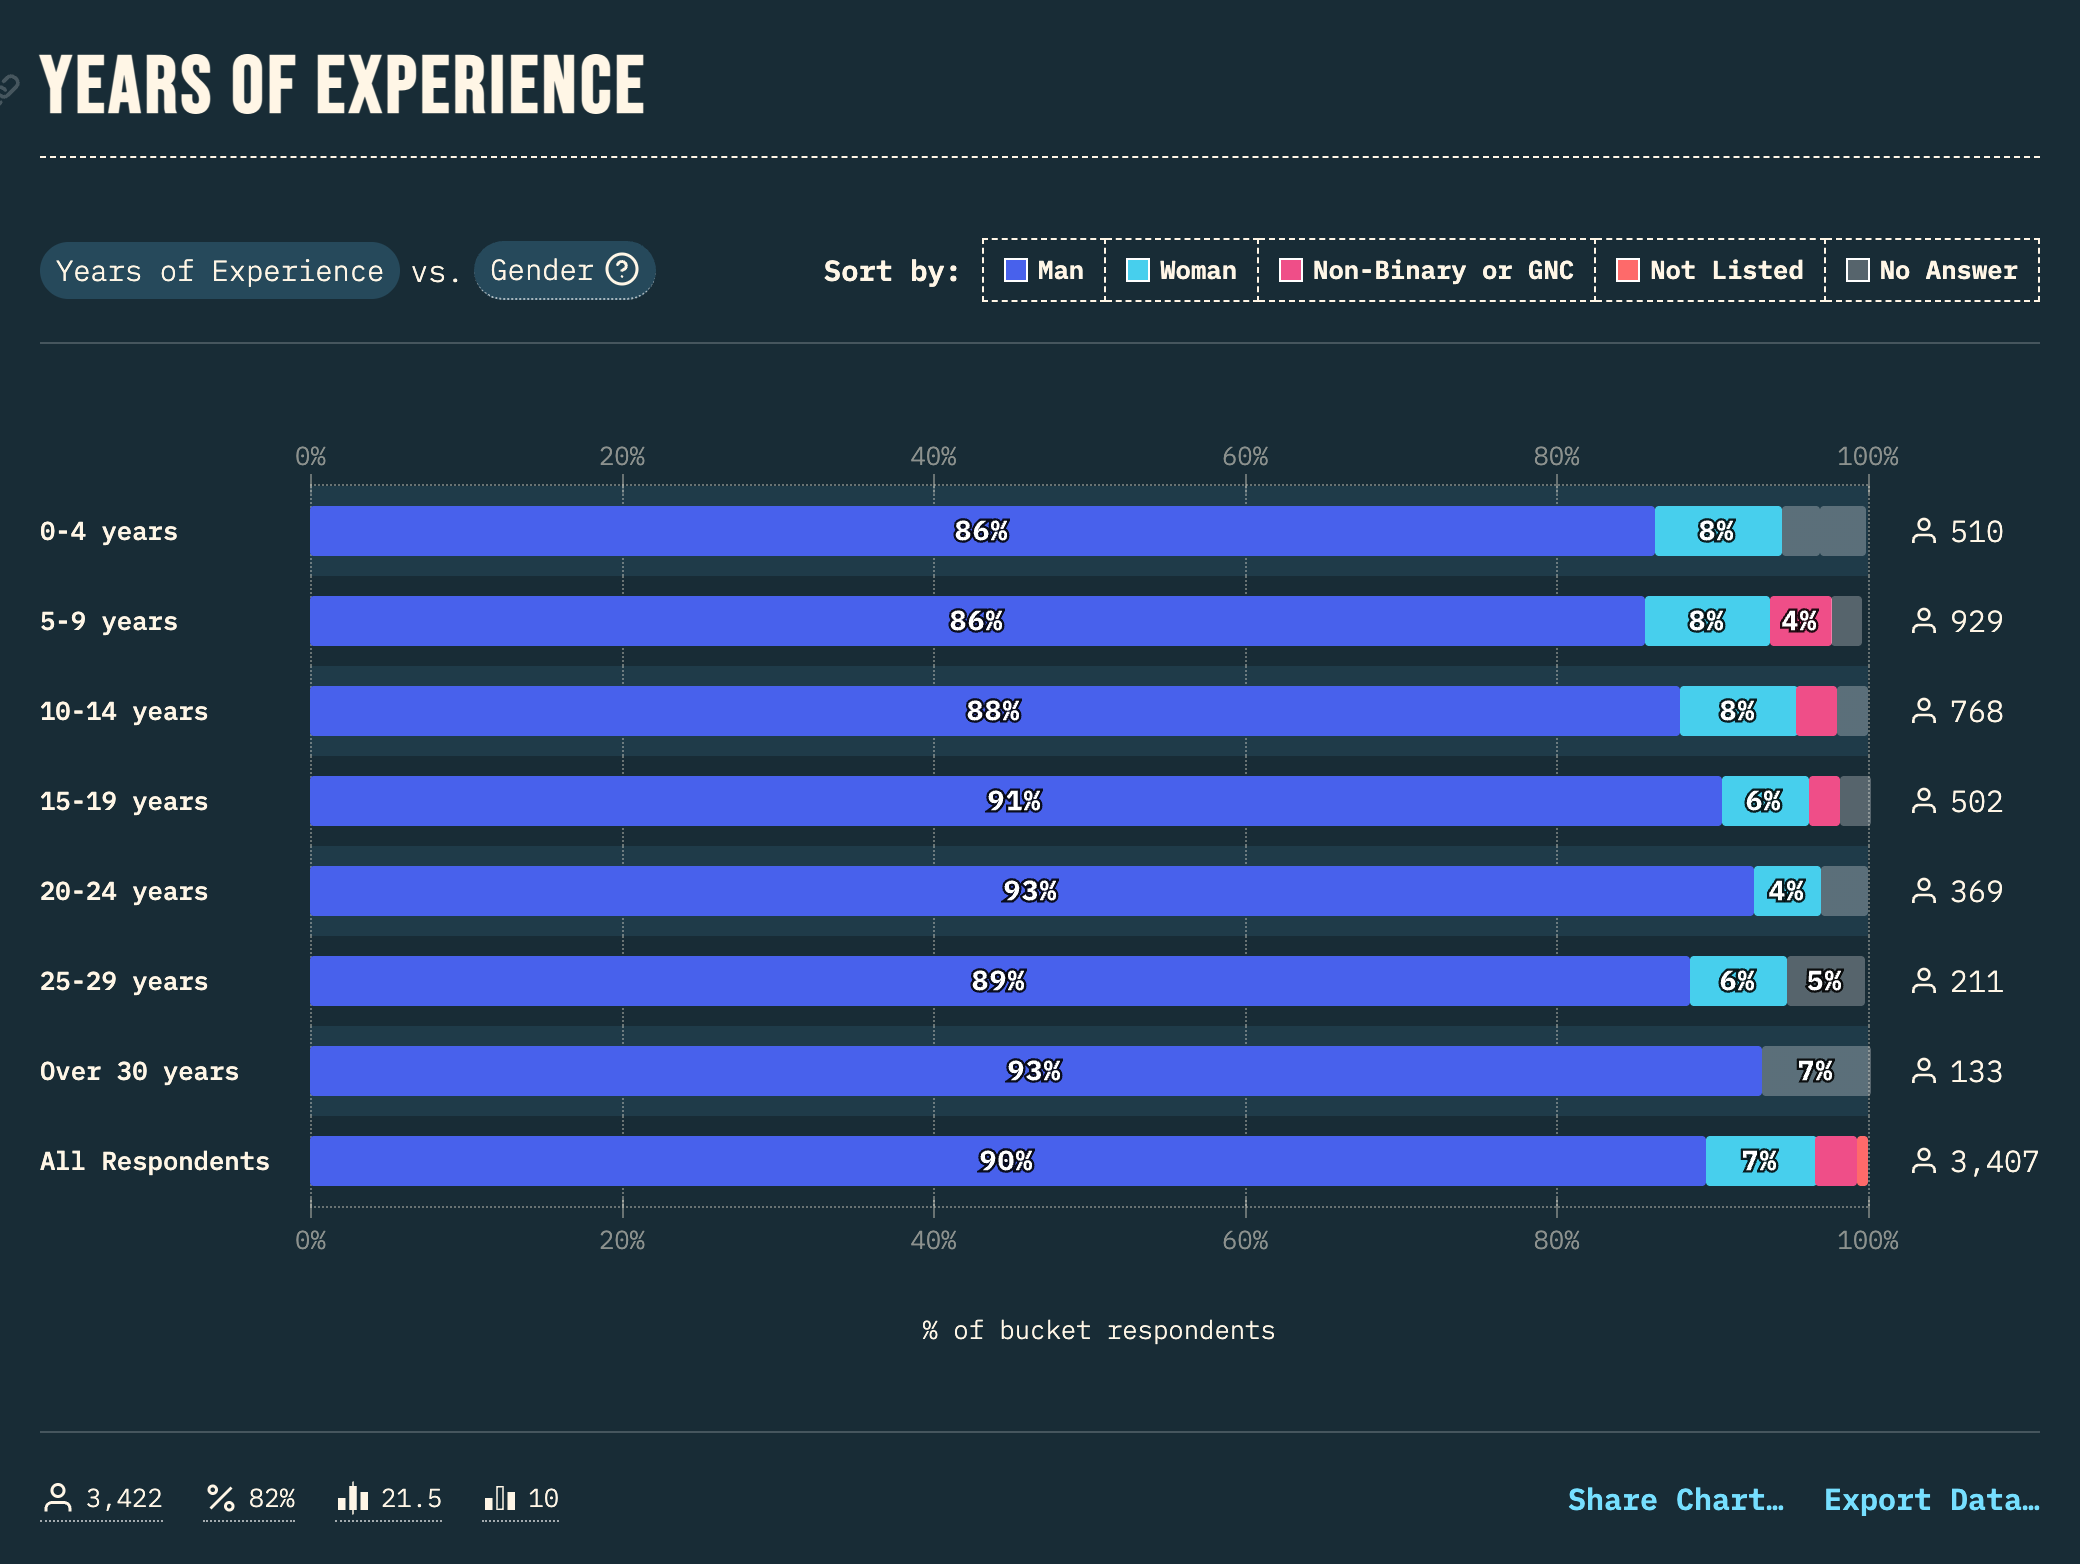 YEARS OF EXPERIENCE
Years of Experience vs. Gender
Sort by: Man Woman Non-Binary or GNC Not Listed No Answer
0% 20% 40% 60% 80% 100%
0-4 years 86% 8% 510
5-9 years 86% 8% 4% 929
10-14 years 88% 8% 768
15-19 years 91% 6% 502
20-24 years 93% 4% 369
25-29 years 89% 6% 5% 211
Over 30 years 93% 7% 133
All Respondents 90% 7% 3,407
0% 20% 40% 60% 80% 100%
% of bucket respondents
3,422 82% 21.5 10 Share Chart… Export Data…